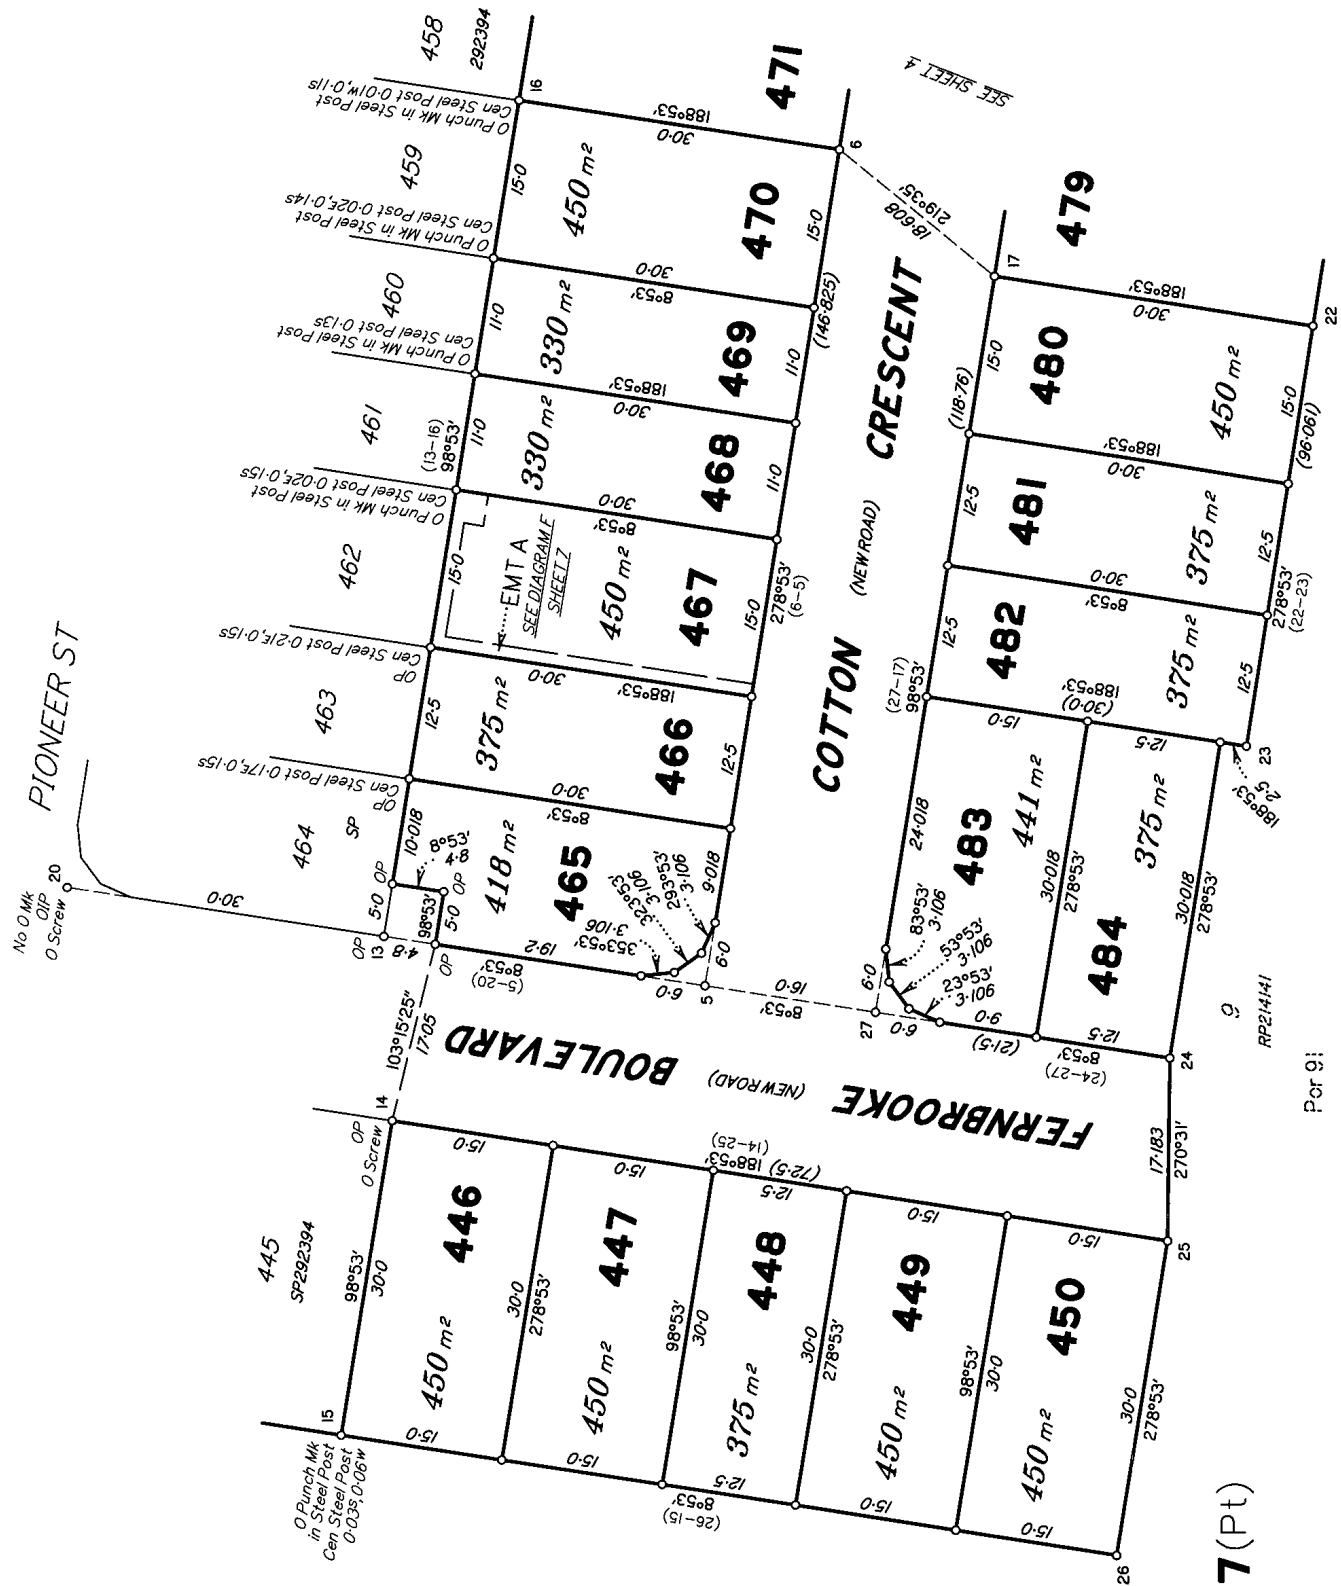 458
292394
16
O Punch Mk in Steel Post
Cen Steel Post 0·01W, 0·11S
459
O Punch Mk in Steel Post
Cen Steel Post 0·02E, 0·14S
460
O Punch Mk in Steel Post
Cen Steel Post 0·13S
461
(13-16)
98°53'
O Punch Mk in Steel Post
Cen Steel Post 0·02E, 0·15S
462
OP
Cen Steel Post 0·21E, 0·15S
463
OP
Cen Steel Post 0·17E, 0·15S
464
SP
PIONEER ST
No O Mk
OIP
O Screw
20
30·0
OP
13
5·0
OP
10·018
12·5
15·0
11·0
11·0
15·0
471
188°53'
30·0
450 m²
470
15·0
6
SEE SHEET 4
30·0
8°53'
330 m²
469
11·0
(146·825)
188°53'
30·0
330 m²
468
11·0
30·0
8°53'
EMT A
SEE DIAGRAM F
SHEET 7
450 m²
467
15·0
278°53'
(6-5)
30·0
188°53'
375 m²
466
12·5
30·0
8°53'
8°53'
4·8
OP
98°53'
5·0
4·8
OP
418 m²
465
19·2
8°53'
(5-20)
353°53'
3·106
323°53'
3·106
293°53'
3·106
9·018
6·0
6·0
5
16·0
8°53'
27
6·0
6·0
219°35'
18·608
COTTON
(NEW ROAD)
CRESCENT
479
17
188°53'
30·0
22
15·0
(118·76)
480
450 m²
15·0
(96·061)
188°53'
30·0
12·5
481
375 m²
12·5
278°53'
(22-23)
30·0
8°53'
12·5
482
375 m²
12·5
(27-17)
98°53'
188°53'
(30·0)
15·0
12·5
23
188°53'
2·5
24·018
483
441 m²
83°53'
3·106
53°53'
3·106
23°53'
3·106
9·0
(21·5)
30·018
278°53'
484
375 m²
30·018
278°53'
12·5
8°53'
(24-27)
24
9
RP214141
Por 91
103°15'25"
17·05
FERNBROOKE
(NEW ROAD)
BOULEVARD
17·183
270°31'
25
445
SP292394
14
OP
O Screw
98°53'
30·0
15
O Punch Mk
in Steel Post
Cen Steel Post
0·03S, 0·06W
446
450 m²
15·0
15·0
30·0
278°53'
447
450 m²
15·0
15·0
188°53'
(14-25)
(72·5)
98°53'
30·0
448
375 m²
12·5
12·5
8°53'
(26-15)
30·0
278°53'
449
450 m²
15·0
15·0
98°53'
30·0
450
450 m²
15·0
15·0
30·0
278°53'
26
7 (Pt)